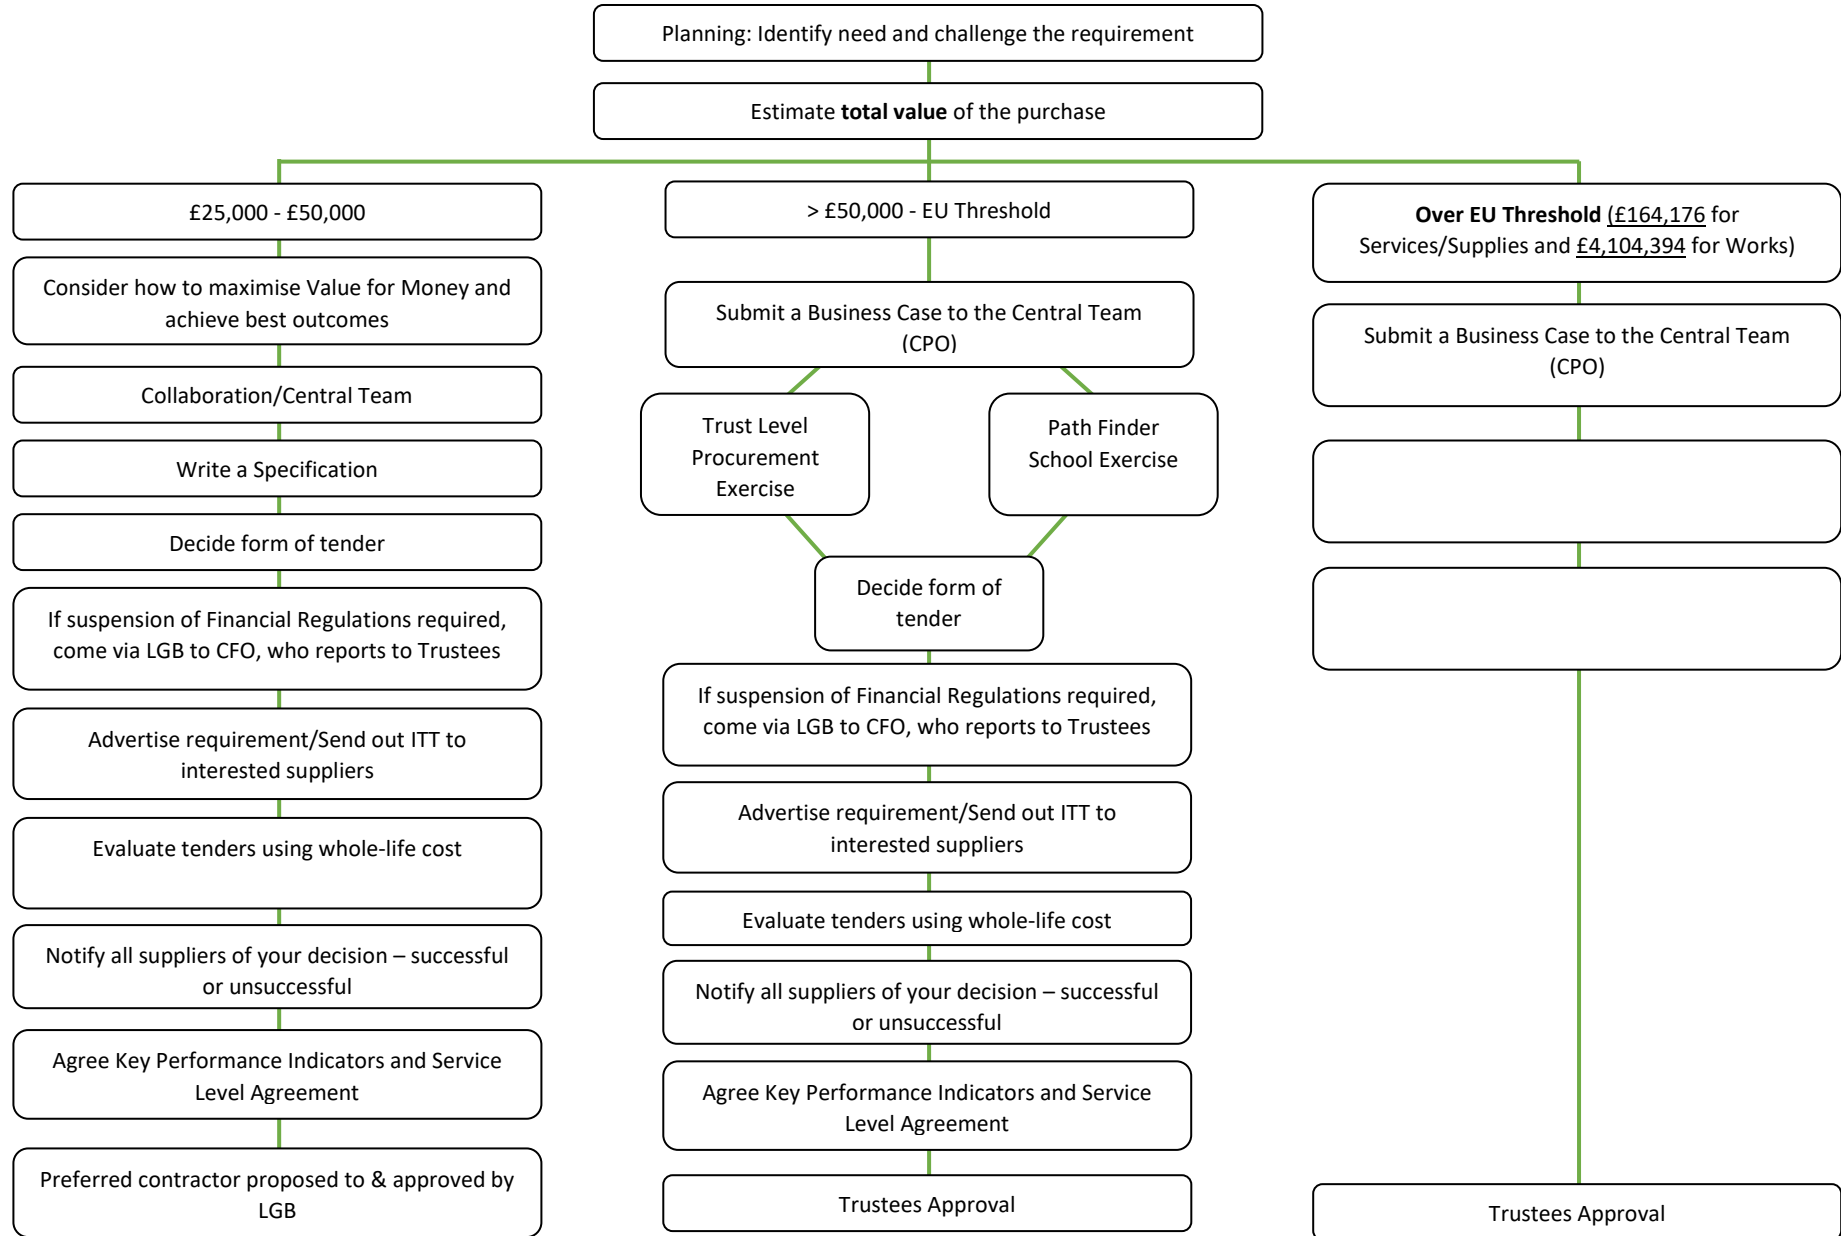 Planning: Identify need and challenge the requirement
Estimate total value of the purchase
£25,000 - £50,000
Consider how to maximise Value for Money and
achieve best outcomes
Collaboration/Central Team
Write a Specification
Decide form of tender
If suspension of Financial Regulations required,
come via LGB to CFO, who reports to Trustees
Advertise requirement/Send out ITT to
interested suppliers
Evaluate tenders using whole-life cost
Notify all suppliers of your decision – successful
or unsuccessful
Agree Key Performance Indicators and Service
Level Agreement
Preferred contractor proposed to & approved by
LGB
> £50,000 - EU Threshold
Submit a Business Case to the Central Team
(CPO)
Trust Level
Procurement
Exercise
Path Finder
School Exercise
Decide form of
tender
If suspension of Financial Regulations required,
come via LGB to CFO, who reports to Trustees
Advertise requirement/Send out ITT to
interested suppliers
Evaluate tenders using whole-life cost
Notify all suppliers of your decision – successful
or unsuccessful
Agree Key Performance Indicators and Service
Level Agreement
Trustees Approval
Over EU Threshold (£164,176 for
Services/Supplies and £4,104,394 for Works)
Submit a Business Case to the Central Team
(CPO)
Trustees Approval